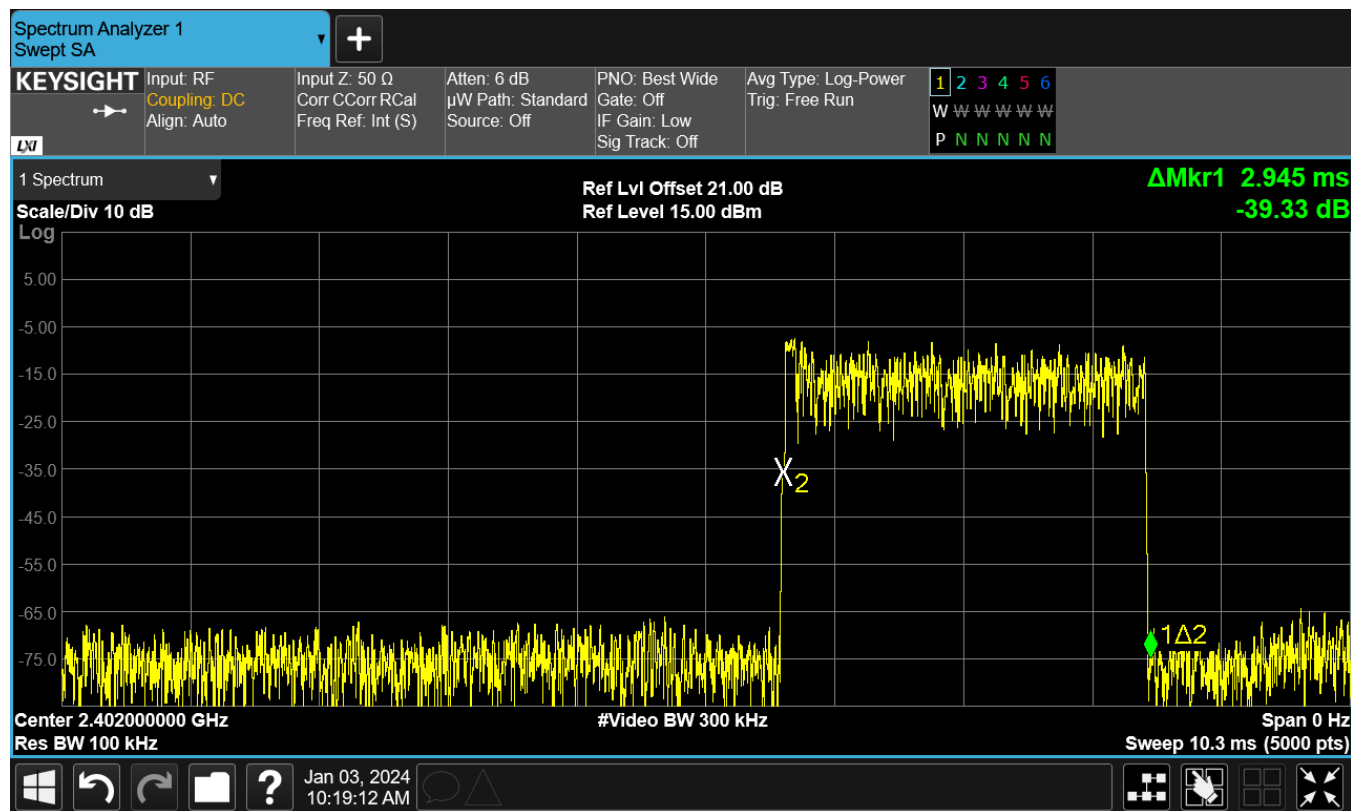 Spectrum Analyzer 1
Swept SA
+
KEYSIGHT
LXI
Input: RF
Coupling: DC
Align: Auto
Input Z: 50 Ω
Corr CCorr RCal
Freq Ref: Int (S)
Atten: 6 dB
µW Path: Standard
Source: Off
PNO: Best Wide
Gate: Off
IF Gain: Low
Sig Track: Off
Avg Type: Log-Power
Trig: Free Run
1 2 3 4 5 6
W W W W W W
P N N N N N
1 Spectrum
Scale/Div 10 dB
Log
Ref Lvl Offset 21.00 dB
Ref Level 15.00 dBm
ΔMkr1 2.945 ms
-39.33 dB
5.00
-5.00
-15.0
-25.0
-35.0
-45.0
-55.0
-65.0
-75.0
X2
1Δ2
Center 2.402000000 GHz
Res BW 100 kHz
#Video BW 300 kHz
Span 0 Hz
Sweep 10.3 ms (5000 pts)
?
Jan 03, 2024
10:19:12 AM